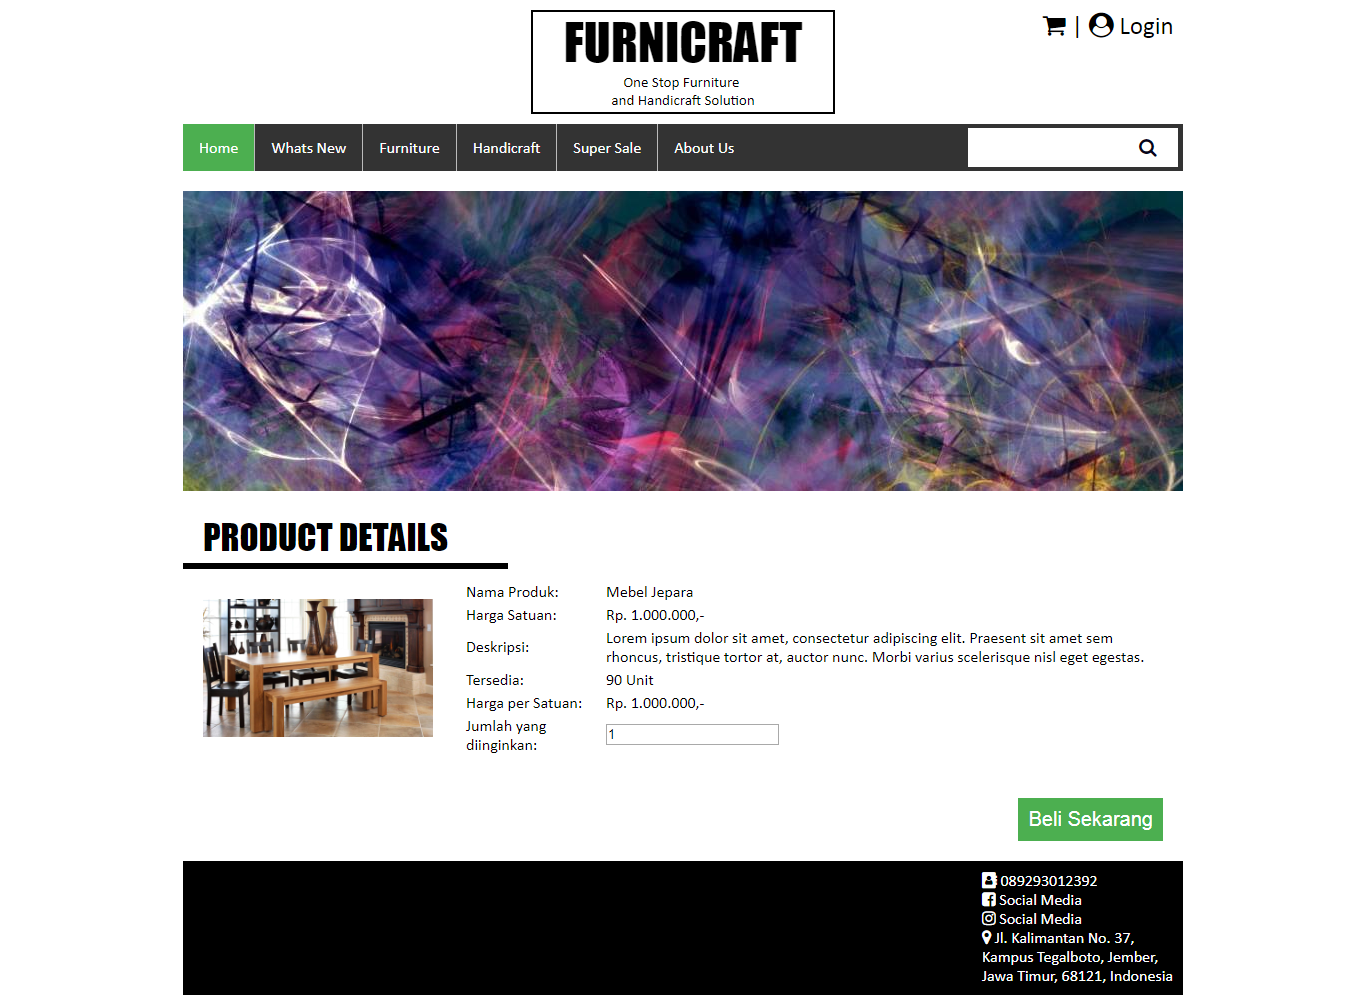 FURNICRAFT
One Stop Furniture
and Handicraft Solution
| Login
Home Whats New Furniture Handicraft Super Sale About Us
PRODUCT DETAILS
Nama Produk: Mebel Jepara
Harga Satuan: Rp. 1.000.000,-
Deskripsi: Lorem ipsum dolor sit amet, consectetur adipiscing elit. Praesent sit amet sem
rhoncus, tristique tortor at, auctor nunc. Morbi varius scelerisque nisl eget egestas.
Tersedia: 90 Unit
Harga per Satuan: Rp. 1.000.000,-
Jumlah yang
diinginkan: 1
Beli Sekarang
089293012392
Social Media
Social Media
Jl. Kalimantan No. 37,
Kampus Tegalboto, Jember,
Jawa Timur, 68121, Indonesia